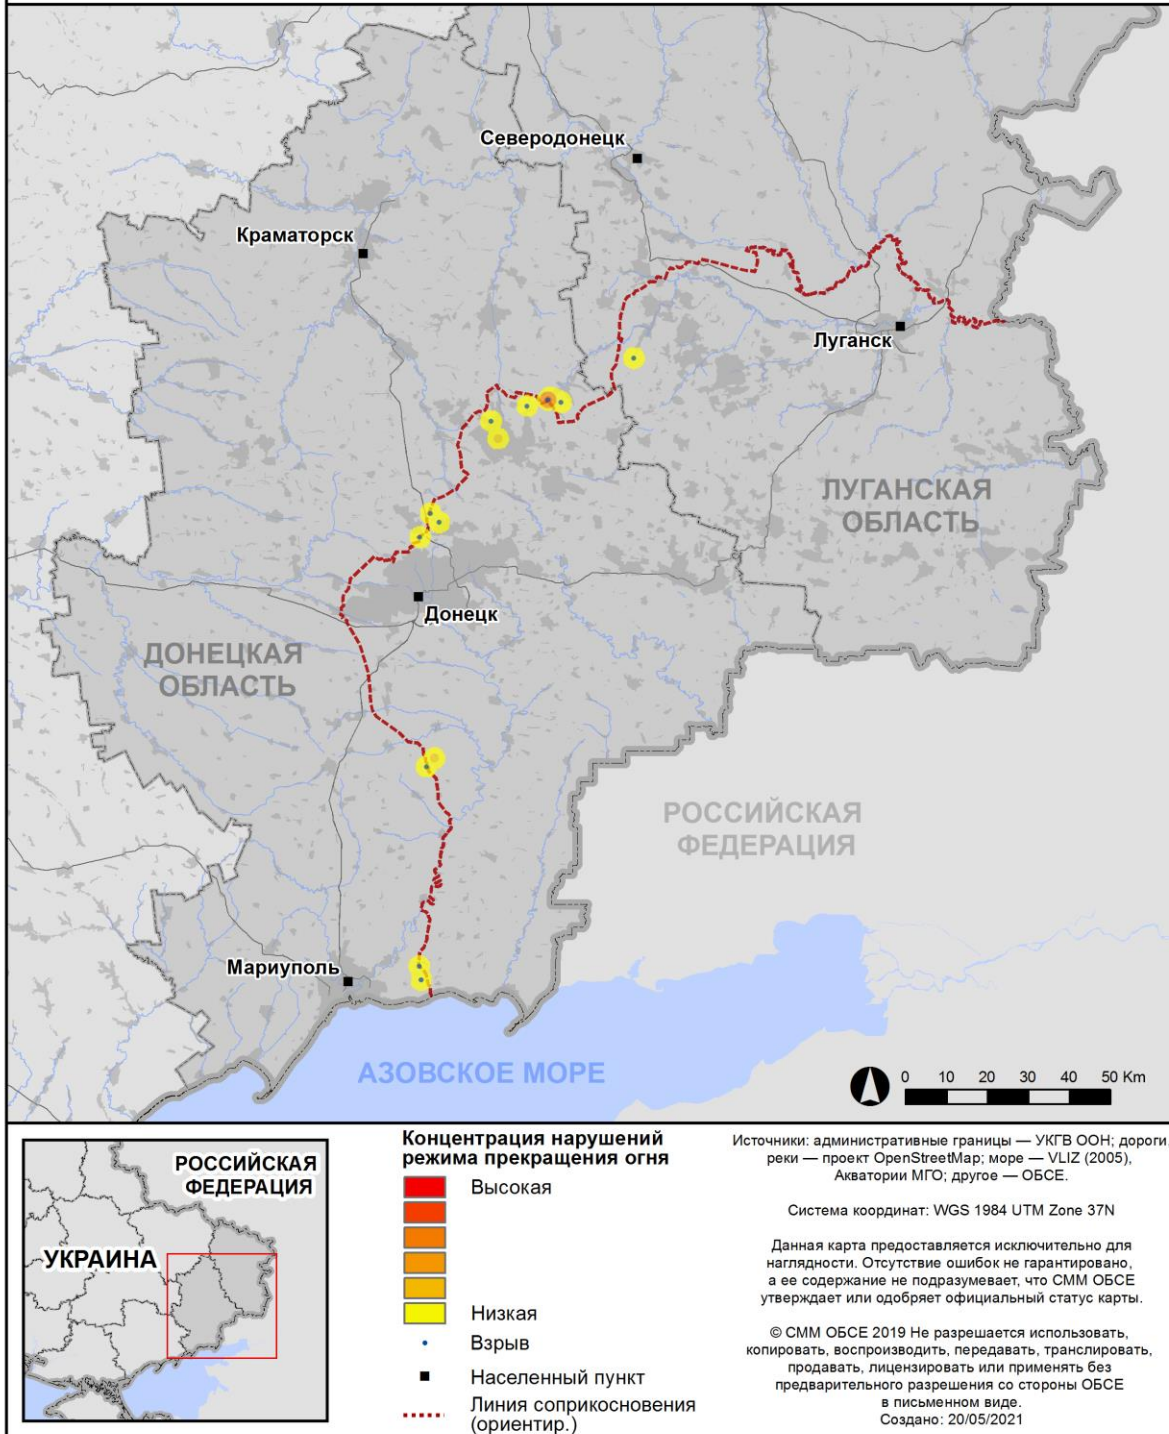 Северодонецк
Краматорск
Луганск
ЛУГАНСКАЯ
ОБЛАСТЬ
Донецк
ДОНЕЦКАЯ
ОБЛАСТЬ
РОССИЙСКАЯ
ФЕДЕРАЦИЯ
Мариуполь
АЗОВСКОЕ МОРЕ
0 10 20 30 40 50 Km
РОССИЙСКАЯ
ФЕДЕРАЦИЯ
УКРАИНА
Концентрация нарушений
режима прекращения огня
Высокая
Низкая
Взрыв
Населенный пункт
Линия соприкосновения
(ориентир.)
Источники: административные границы — УКГВ ООН; дороги,
реки — проект OpenStreetMap; море — VLIZ (2005),
Акватории МГО; другое — ОБСЕ.
Система координат: WGS 1984 UTM Zone 37N
Данная карта предоставляется исключительно для
наглядности. Отсутствие ошибок не гарантировано,
а ее содержание не подразумевает, что СММ ОБСЕ
утверждает или одобряет официальный статус карты.
© СММ ОБСЕ 2019 Не разрешается использовать,
копировать, воспроизводить, передавать, транслировать,
продавать, лицензировать или применять без
предварительного разрешения со стороны ОБСЕ
в письменном виде.
Создано: 20/05/2021